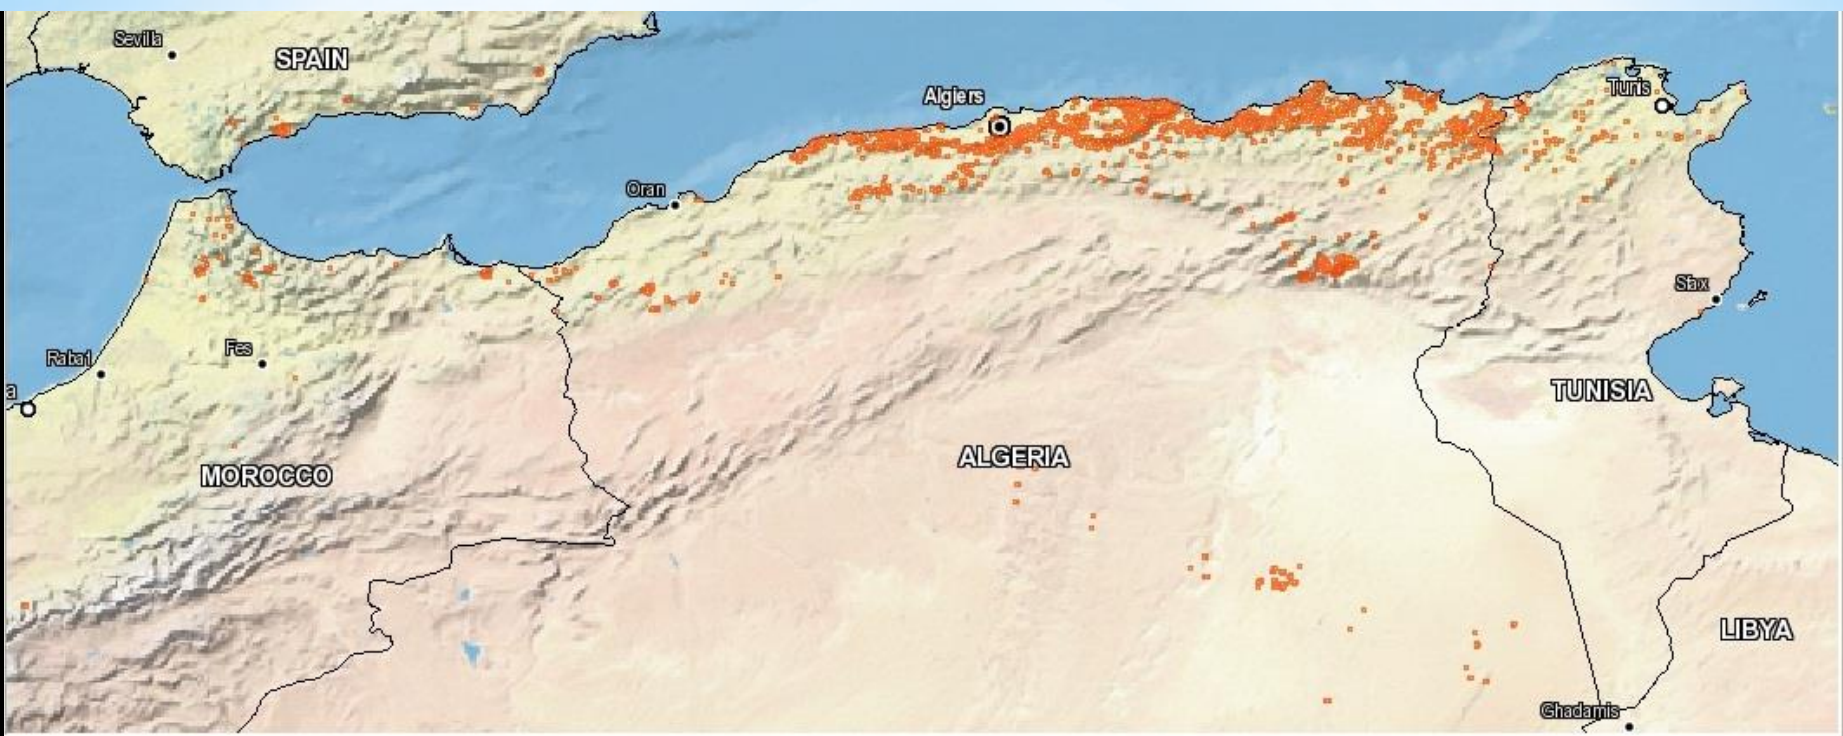 Sevilla
SPAIN
Algiers
Tunis
Oran
Sfax
Rabat
Fes
a
TUNISIA
MOROCCO
ALGERIA
LIBYA
Ghadamis